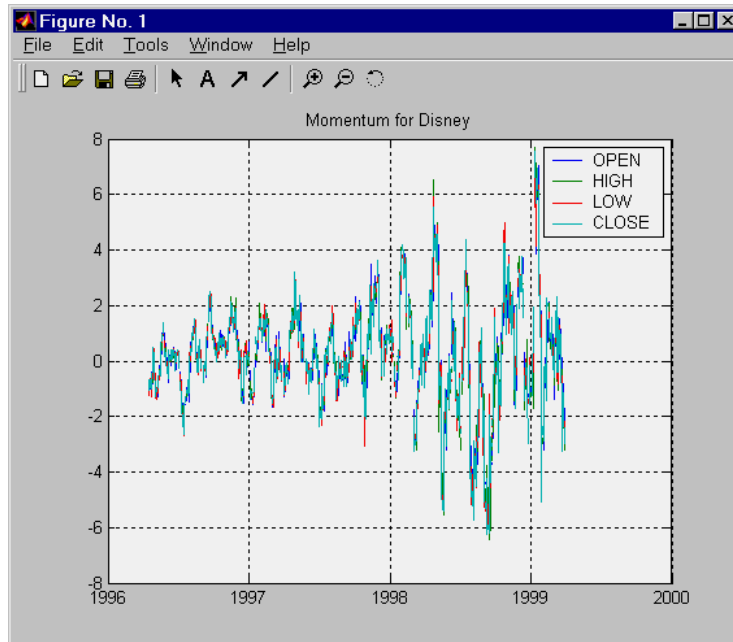 Figure No. 1
File Edit Tools Window Help
A
Momentum for Disney
8
6
4
2
0
-2
-4
-6
-8
1996 1997 1998 1999 2000
OPEN
HIGH
LOW
CLOSE